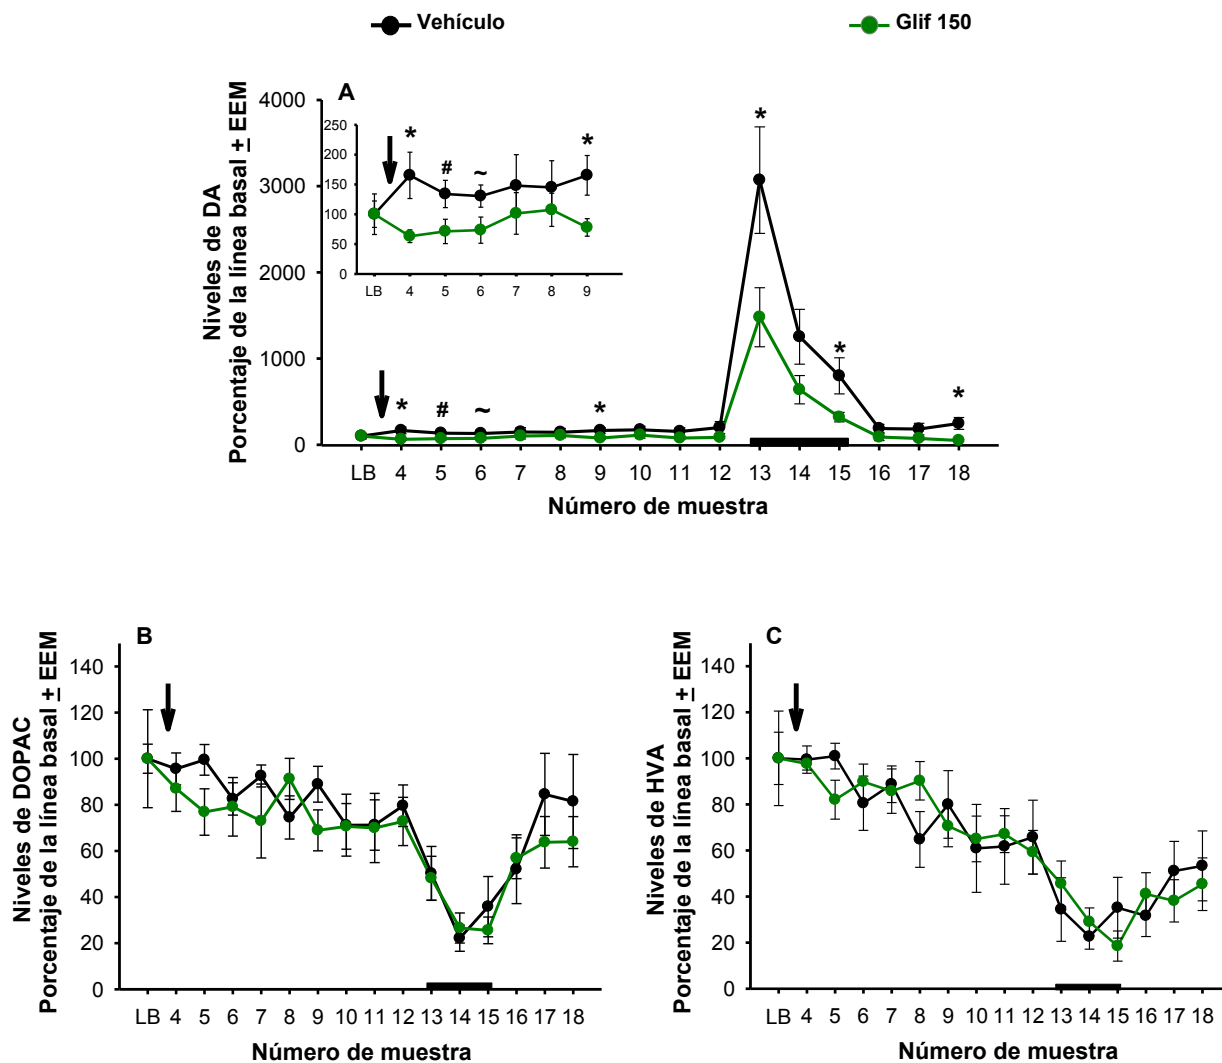 Vehículo
Glif 150
A
Niveles de DA
Porcentaje de la línea basal ± EEM
4000
3000
2000
1000
0
250
200
150
100
50
0
* # ~ *
LB 4 5 6 7 8 9
* # ~ * * * *
LB 4 5 6 7 8 9 10 11 12 13 14 15 16 17 18
Número de muestra
B
Niveles de DOPAC
Porcentaje de la línea basal ± EEM
140
120
100
80
60
40
20
0
LB 4 5 6 7 8 9 10 11 12 13 14 15 16 17 18
Número de muestra
C
Niveles de HVA
Porcentaje de la línea basal ± EEM
140
120
100
80
60
40
20
0
LB 4 5 6 7 8 9 10 11 12 13 14 15 16 17 18
Número de muestra